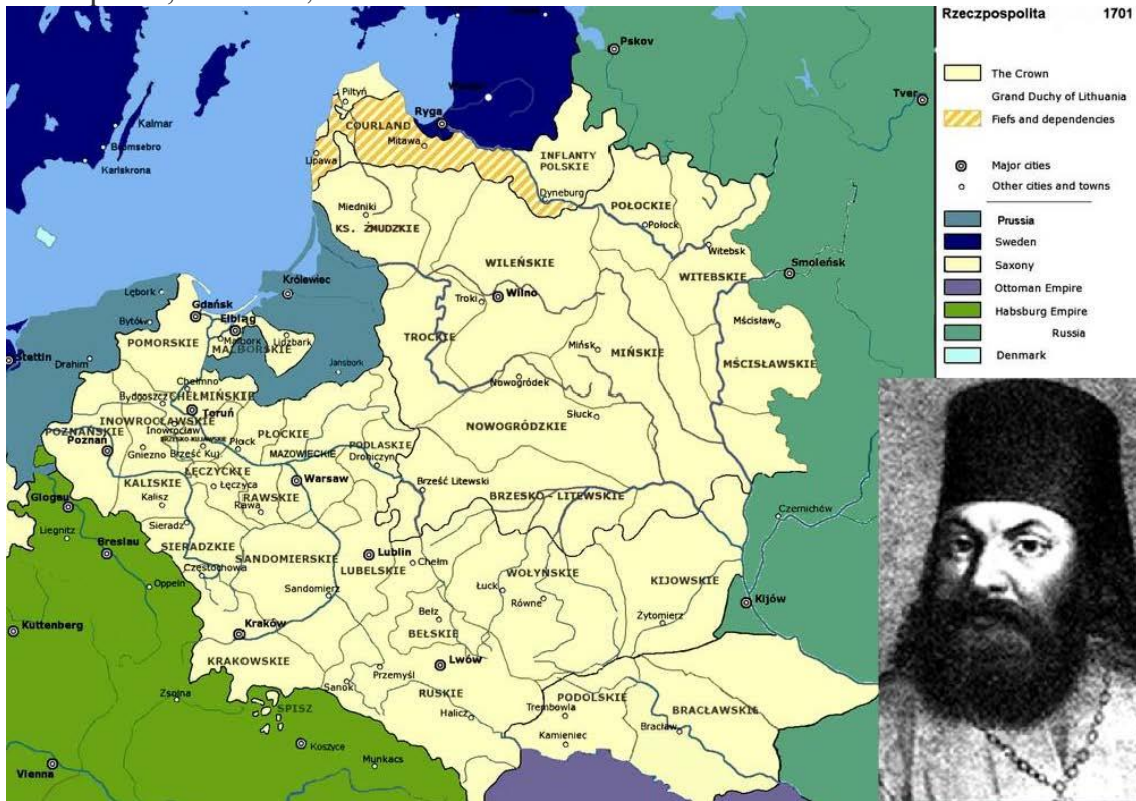 Rzeczpospolita 1701
The Crown
Grand Duchy of Lithuania
Fiefs and dependencies
Major cities
Other cities and towns
Prussia
Sweden
Saxony
Ottoman Empire
Habsburg Empire
Russia
Denmark
Pskov
Tver
Kalmar
Karlskrona
Piltyń
Ryga
COURLAND
Mitawa
Lipawa
INFLANTY
POLSKIE
Dyneburg
Miedniki
KS. ŻMUDZKIE
POŁOCKIE
Połock
Witebsk
WILEŃSKIE
WITEBSKIE
Smoleńsk
Królewiec
Lębork
Gdańsk
Troki
Wilno
Bytów
Elbląg
Malbork
Lidzbark
Mścisław
Stettin
POMORSKIE
MALBORSKIE
TROCKIE
Mińsk
MIŃSKIE
Drahim
Jansbork
MŚCISŁAWSKIE
Chełmno
Nowogródek
Bydgoszcz
CHEŁMIŃSKIE
Toruń
Słuck
INOWROCŁAWSKIE
Inowrocław
NOWOGRÓDZKIE
POZNAŃSKIE
BRZESKO-KUJAWSKIE
PŁOCKIE
Poznań
Gniezno
Brześć Kuj.
Płock
MAZOWIECKIE
PODLASKIE
Droniczyn
ŁĘCZYCKIE
KALISKIE
Łęczyca
Warsaw
Brześć Litewski
BRZESKO-LITEWSKIE
Glogau
Kalisz
RAWSKIE
Rawa
Czernichów
Liegnitz
Sieradz
Breslau
SIERADZKIE
SANDOMIERSKIE
Lublin
LUBELSKIE
Chełm
WOŁYŃSKIE
KIJOWSKIE
Częstochowa
Oppeln
Sandomierz
Łuck
Równe
Kijów
Żytomierz
Kuttenberg
Kraków
Bełz
BEŁSKIE
KRAKOWSKIE
Lwów
Przemyśl
Sanok
RUSKIE
PODOLSKIE
Zsolna
Trembowla
BRACŁAWSKIE
SPISZ
Halicz
Bracław
Kamieniec
Koszyce
Munkacs
Vienna